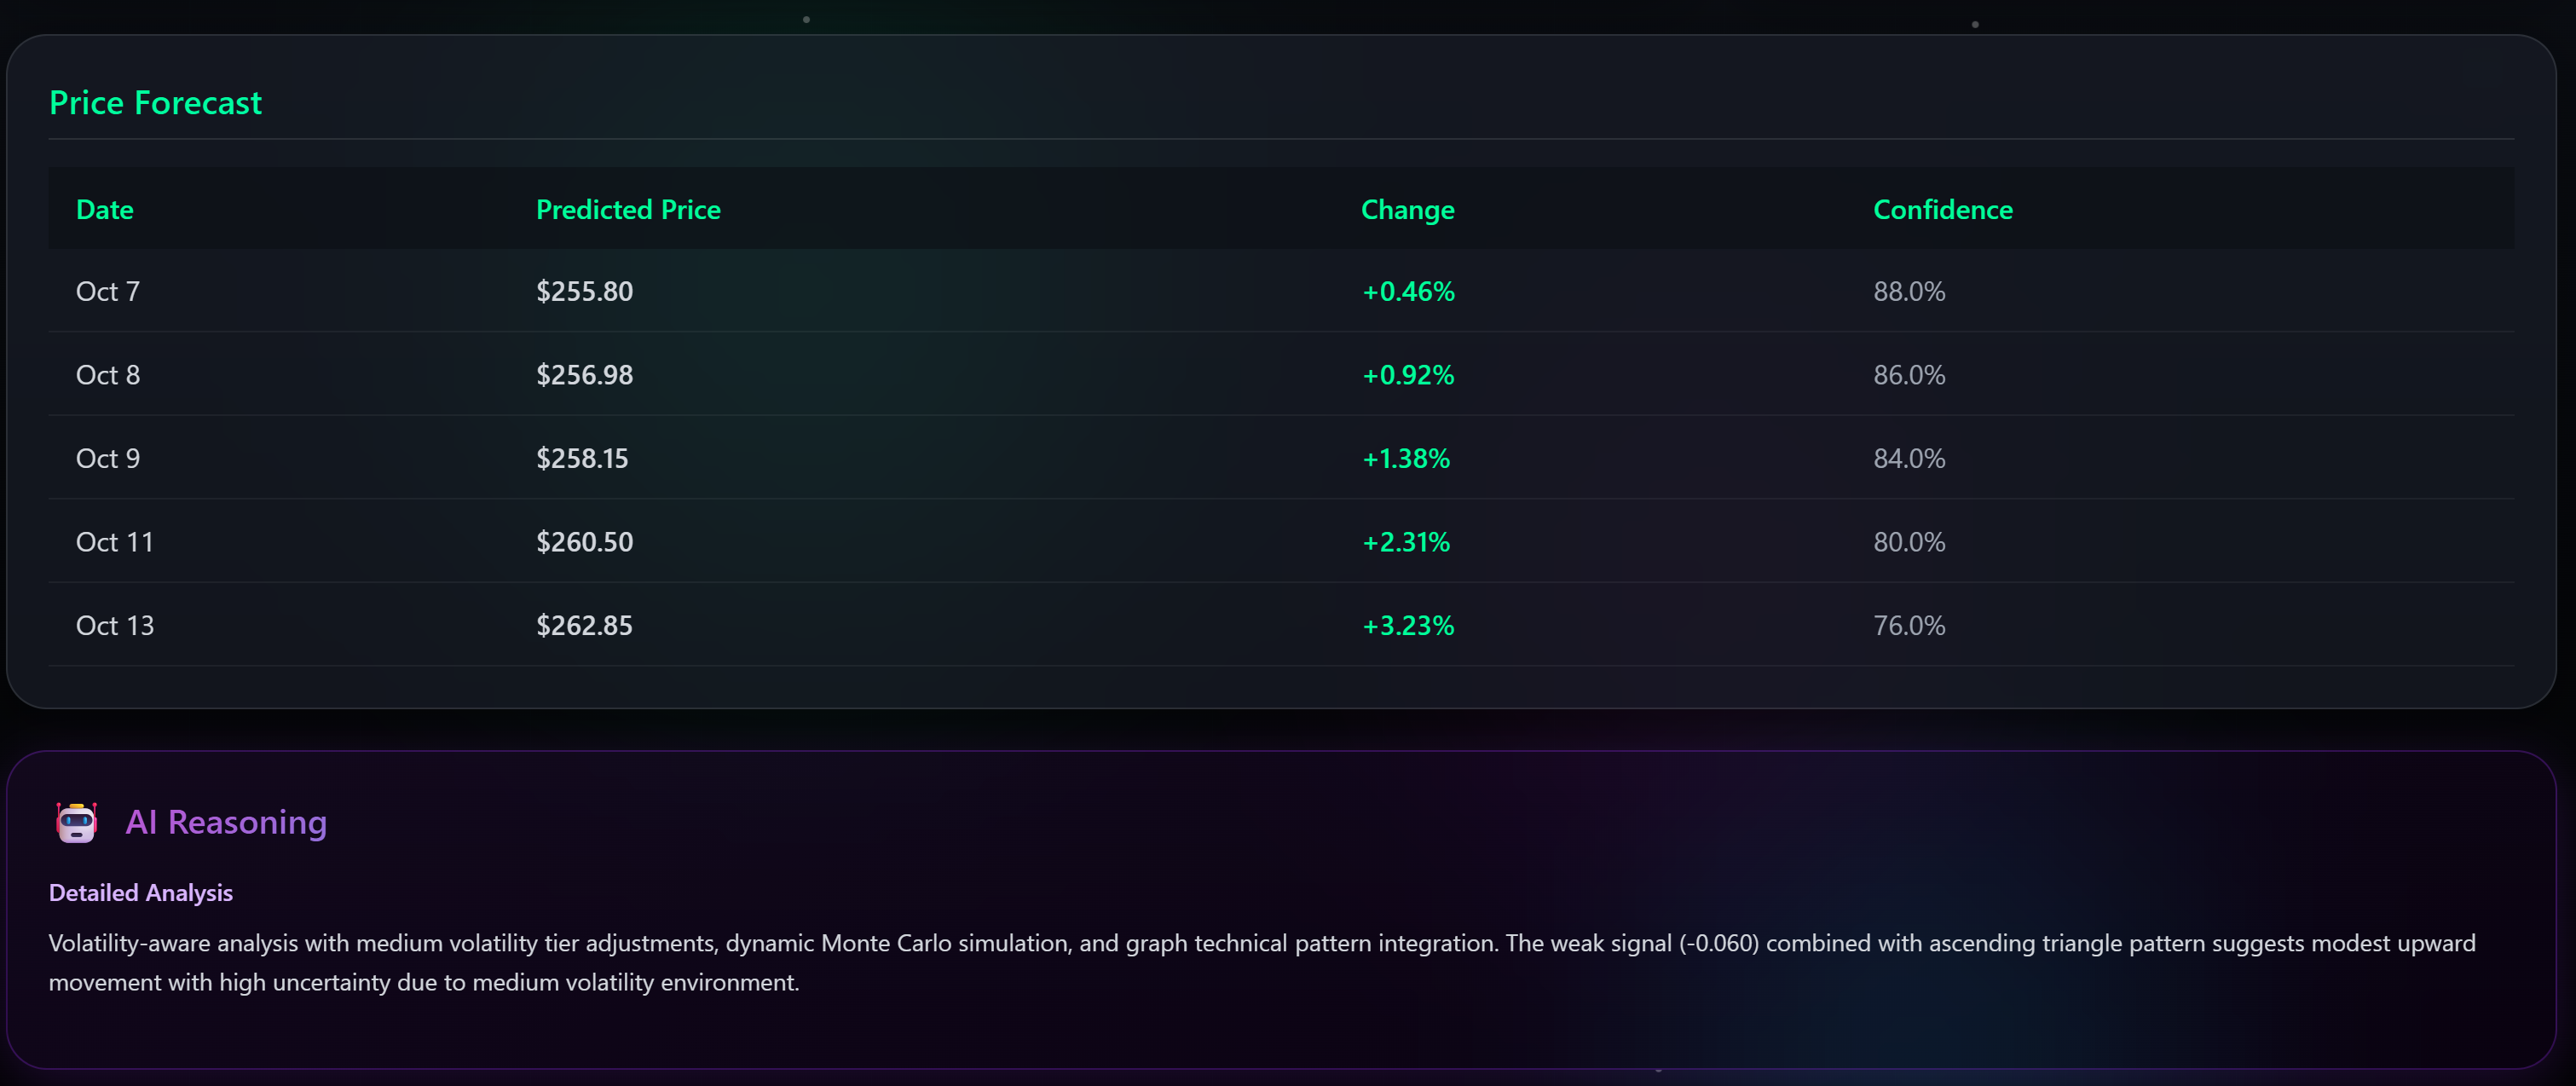 Price Forecast
Date Predicted Price Change Confidence
Oct 7 $255.80 +0.46% 88.0%
Oct 8 $256.98 +0.92% 86.0%
Oct 9 $258.15 +1.38% 84.0%
Oct 11 $260.50 +2.31% 80.0%
Oct 13 $262.85 +3.23% 76.0%
AI Reasoning
Detailed Analysis
Volatility-aware analysis with medium volatility tier adjustments, dynamic Monte Carlo simulation, and graph technical pattern integration. The weak signal (-0.060) combined with ascending triangle pattern suggests modest upward
movement with high uncertainty due to medium volatility environment.